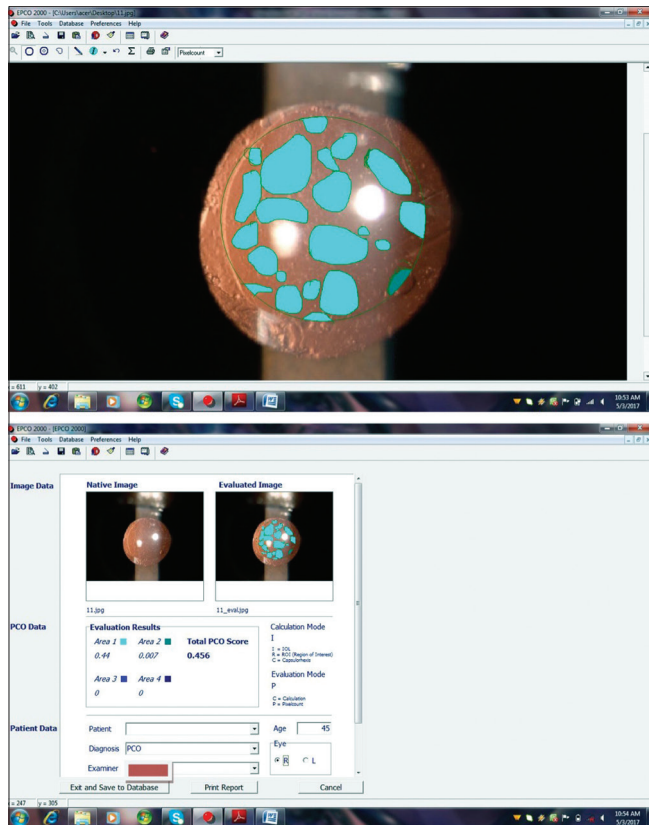 EPCO 2000 - [C:\Users\acer\Desktop\11.jpg]
File Tools Database Preferences Help
Pixelcount
x = 611 y = 402
10:53 AM
5/3/2017
EPCO 2000 - [EPCO 2000]
File Tools Database Preferences Help
Image Data
Native Image
Evaluated Image
11.jpg
11_eval.jpg
PCO Data
Evaluation Results
Area 1
Area 2
Total PCO Score
0.44
0.007
0.456
Area 3
Area 4
0
0
Calculation Mode
I
I = IOL
R = ROI (Region of Interest)
C = Capsulorhexis
Evaluation Mode
P
C = Calculation
P = Pixelcount
Patient Data
Patient
Age
45
Diagnosis
PCO
Eye
R
L
Examiner
Exit and Save to Database
Print Report
Cancel
x = 247 y = 305
10:54 AM
5/3/2017